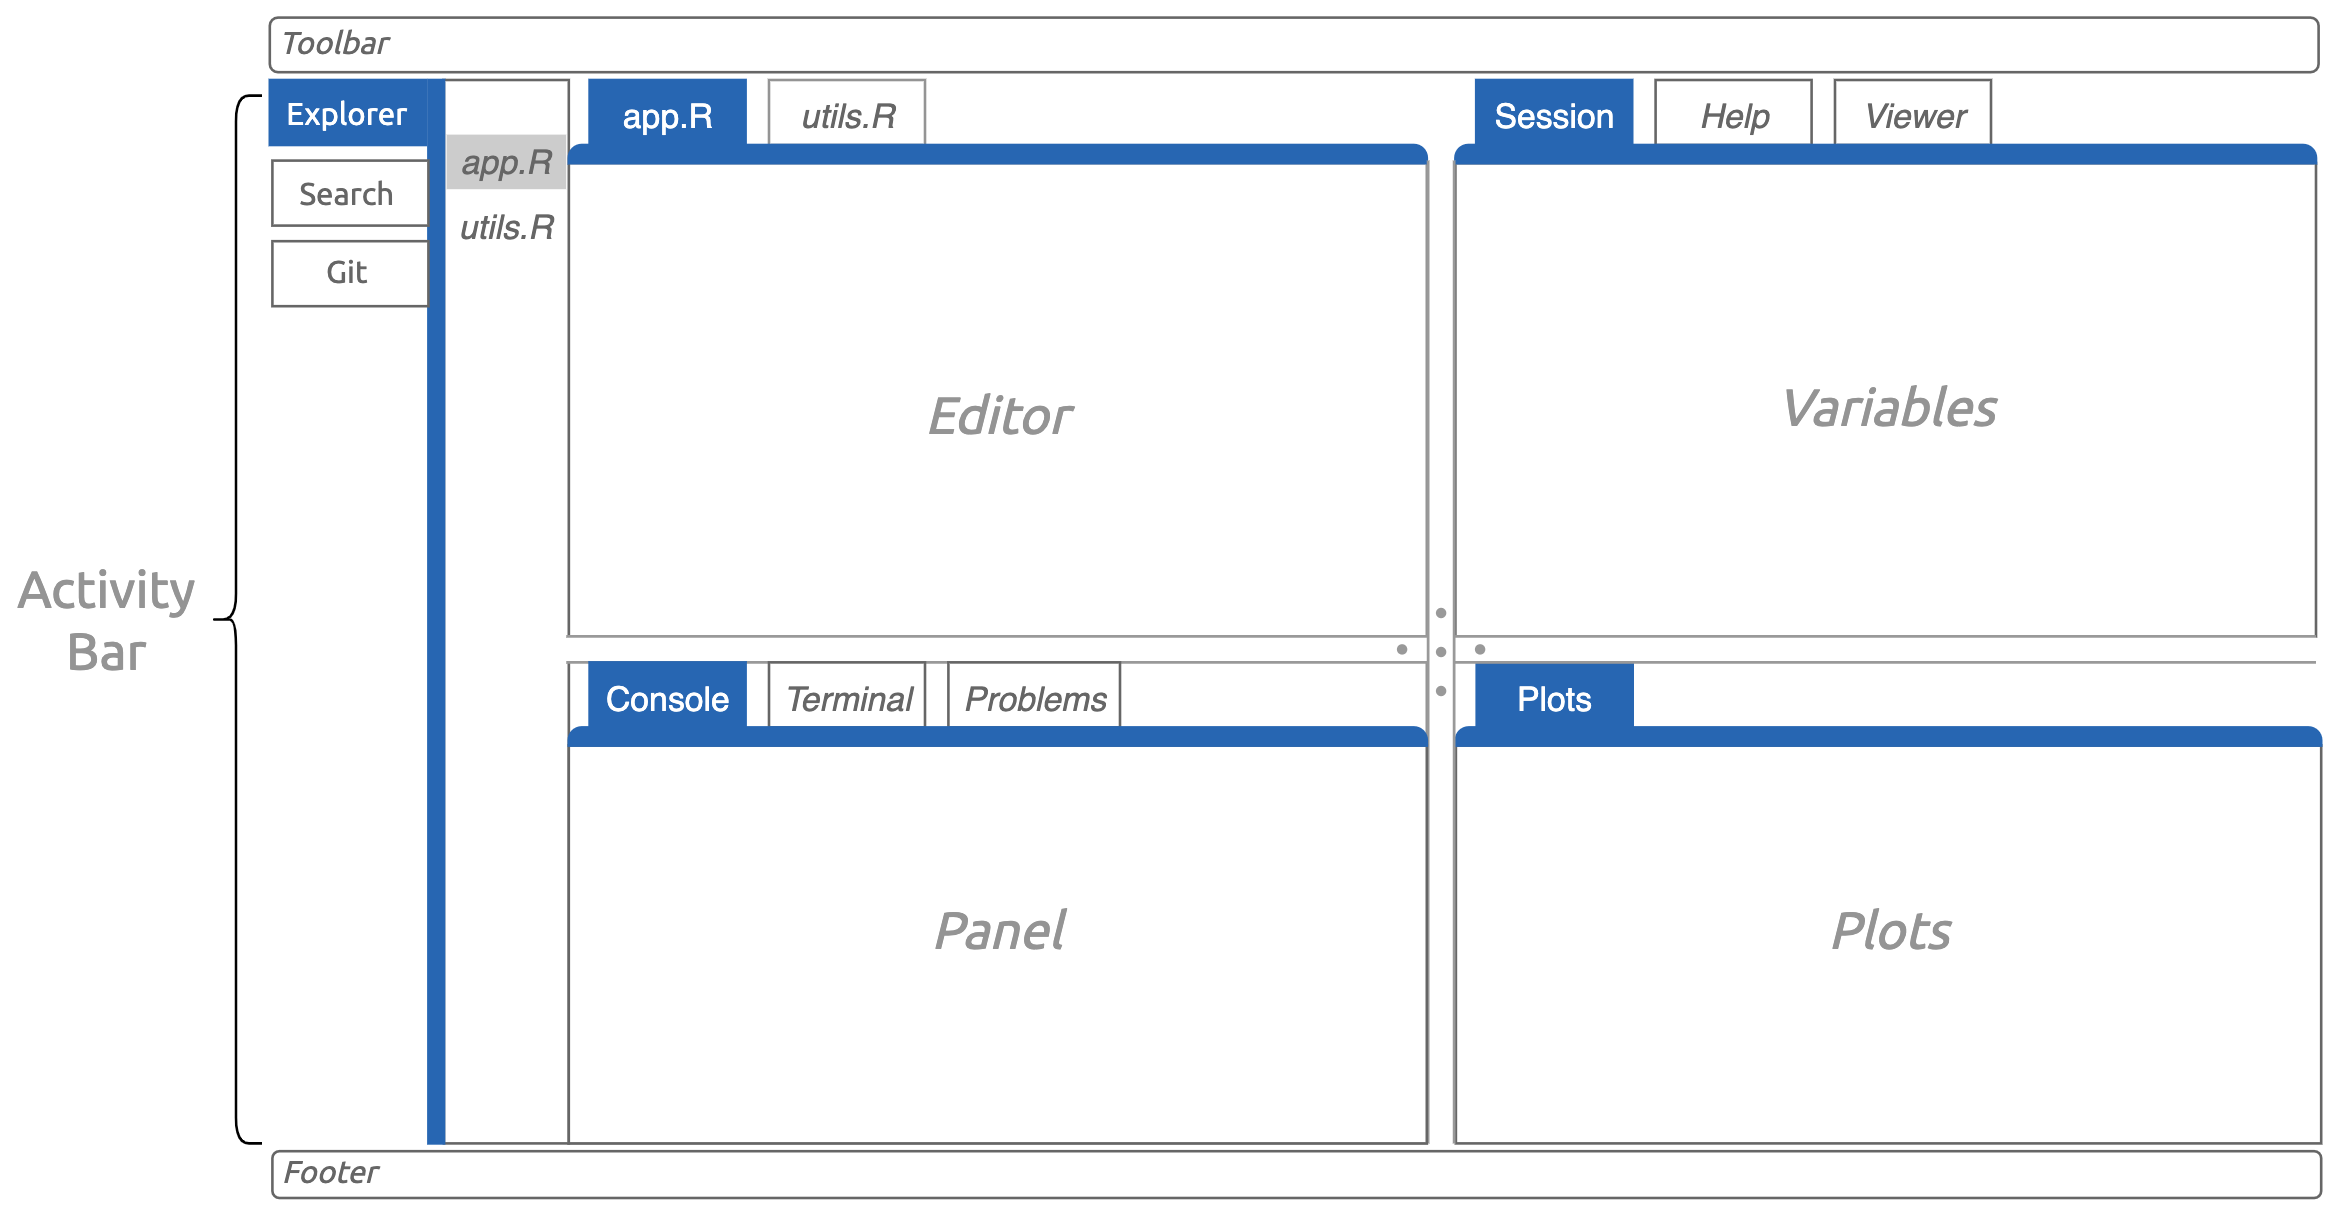 Toolbar
Explorer
Search
Git
Activity
Bar
app.R
utils.R
app.R
utils.R
Editor
Session
Help
Viewer
Variables
Console
Terminal
Problems
Panel
Plots
Plots
Footer